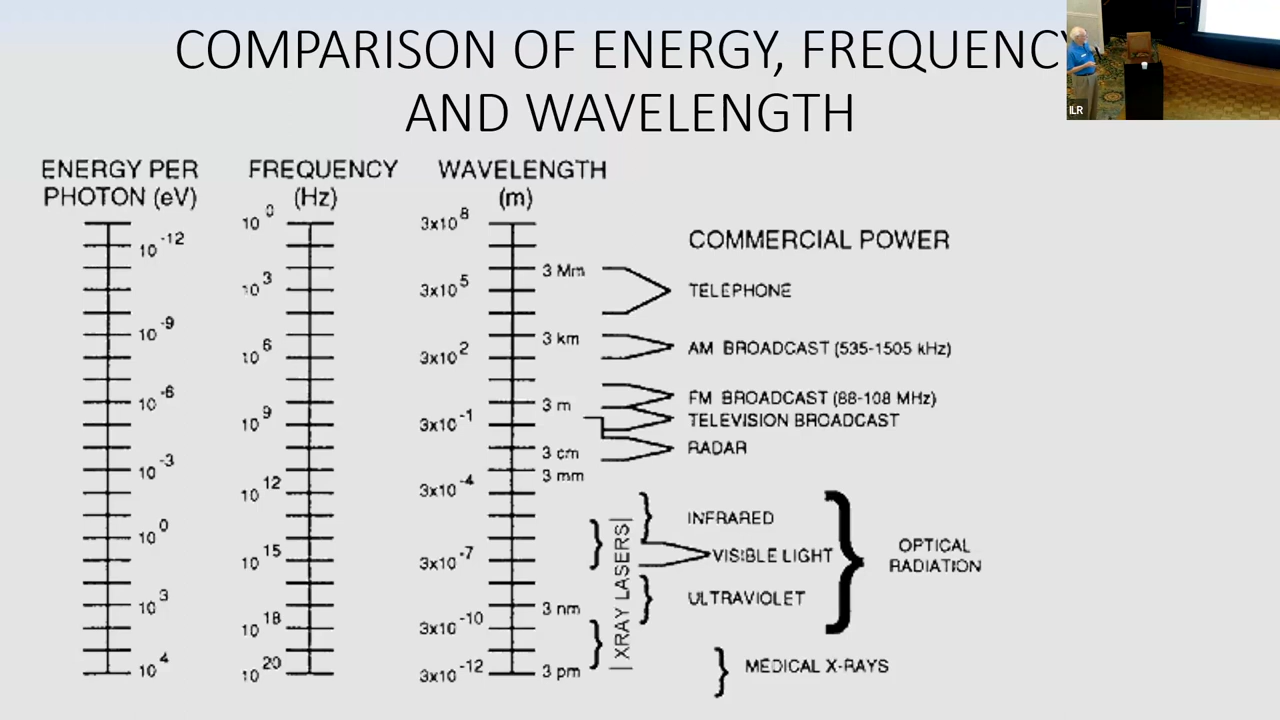 COMPARISON OF ENERGY, FREQUENCY
AND WAVELENGTH
ILR
ENERGY PER
PHOTON (eV)
10^-12
10^-9
10^-6
10^-3
10^0
10^3
10^4
FREQUENCY
(Hz)
10^0
10^3
10^6
10^9
10^12
10^15
10^18
10^20
WAVELENGTH
(m)
3x10^8
3x10^5
3x10^2
3x10^-1
3x10^-4
3x10^-7
3x10^-10
3x10^-12
3 Mm
3 km
3 m
3 cm
3 mm
3 nm
3 pm
COMMERCIAL POWER
TELEPHONE
AM BROADCAST (535-1505 kHz)
FM BROADCAST (88-108 MHz)
TELEVISION BROADCAST
RADAR
|XRAY LASERS|
INFRARED
VISIBLE LIGHT
ULTRAVIOLET
OPTICAL
RADIATION
MEDICAL X-RAYS